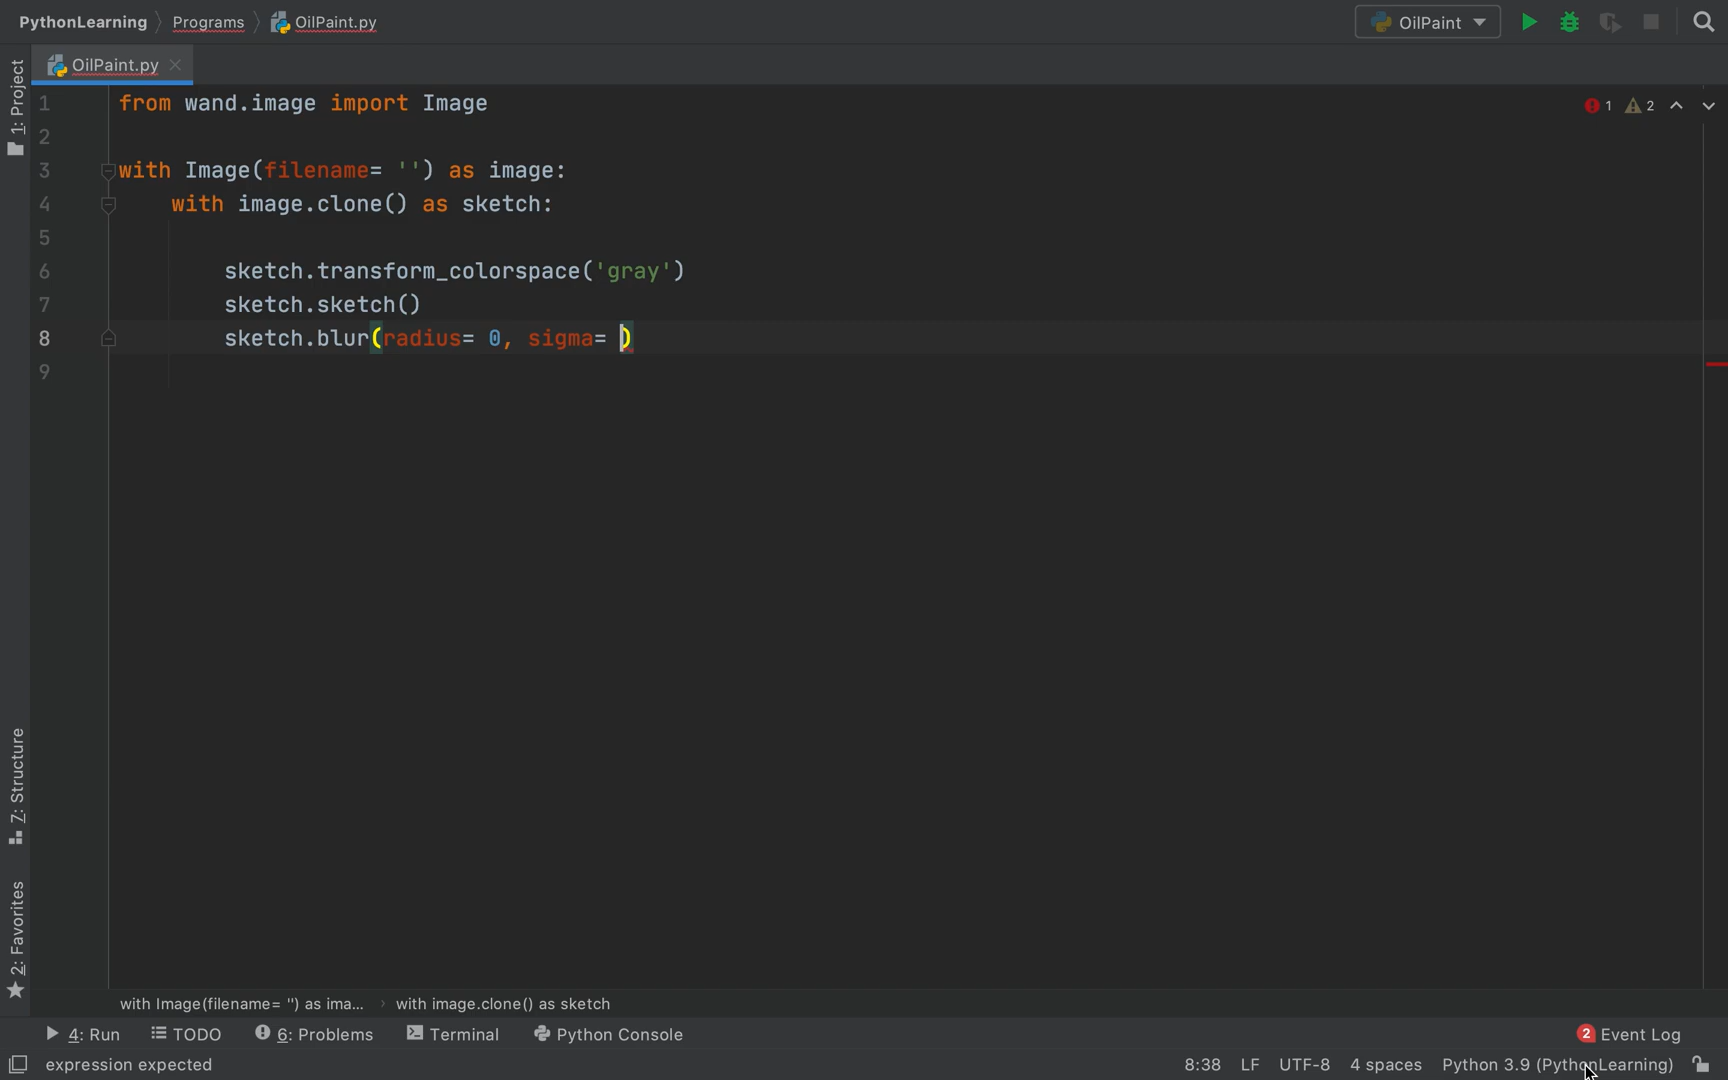 PythonLearning Programs OilPaint.py OilPaint
OilPaint.py
1: Project
1 from wand.image import Image
2
3 with Image(filename= '') as image:
4 with image.clone() as sketch:
5
6 sketch.transform_colorspace('gray')
7 sketch.sketch()
8 sketch.blur(radius= 0, sigma= )
9
1 2
7: Structure
2: Favorites
with Image(filename= '') as ima... with image.clone() as sketch
4: Run TODO 6: Problems Terminal Python Console 2 Event Log
expression expected 8:38 LF UTF-8 4 spaces Python 3.9 (PythonLearning)